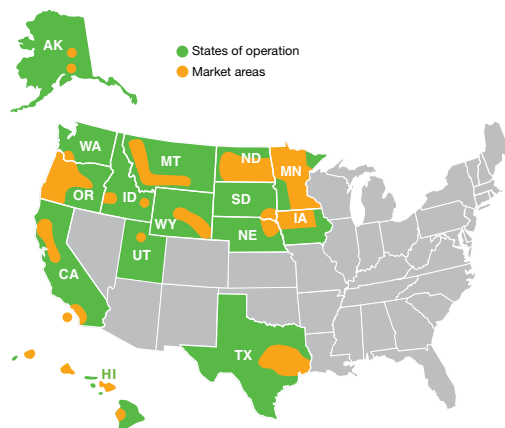 AK
States of operation
Market areas
WA
MT
ND
MN
OR
ID
SD
WY
NE
IA
UT
CA
TX
HI